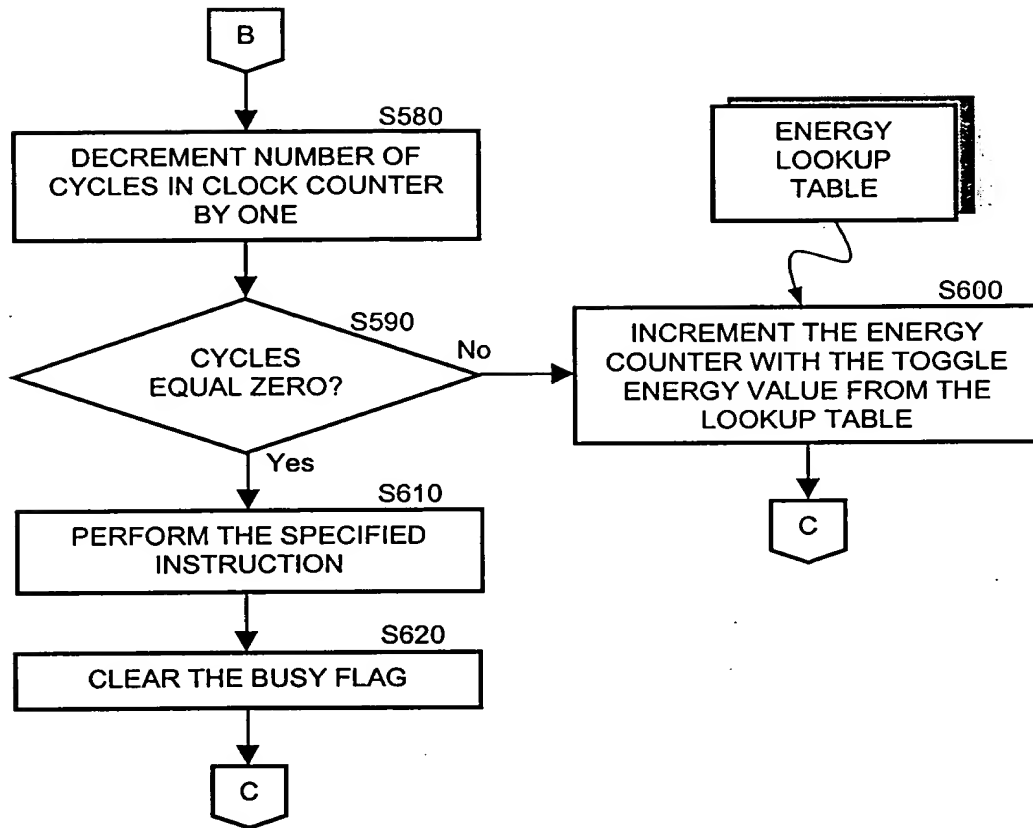 B
S580
DECREMENT NUMBER OF
CYCLES IN CLOCK COUNTER
BY ONE
ENERGY
LOOKUP
TABLE
S590
CYCLES
EQUAL ZERO?
No
Yes
S600
INCREMENT THE ENERGY
COUNTER WITH THE TOGGLE
ENERGY VALUE FROM THE
LOOKUP TABLE
C
S610
PERFORM THE SPECIFIED
INSTRUCTION
S620
CLEAR THE BUSY FLAG
C